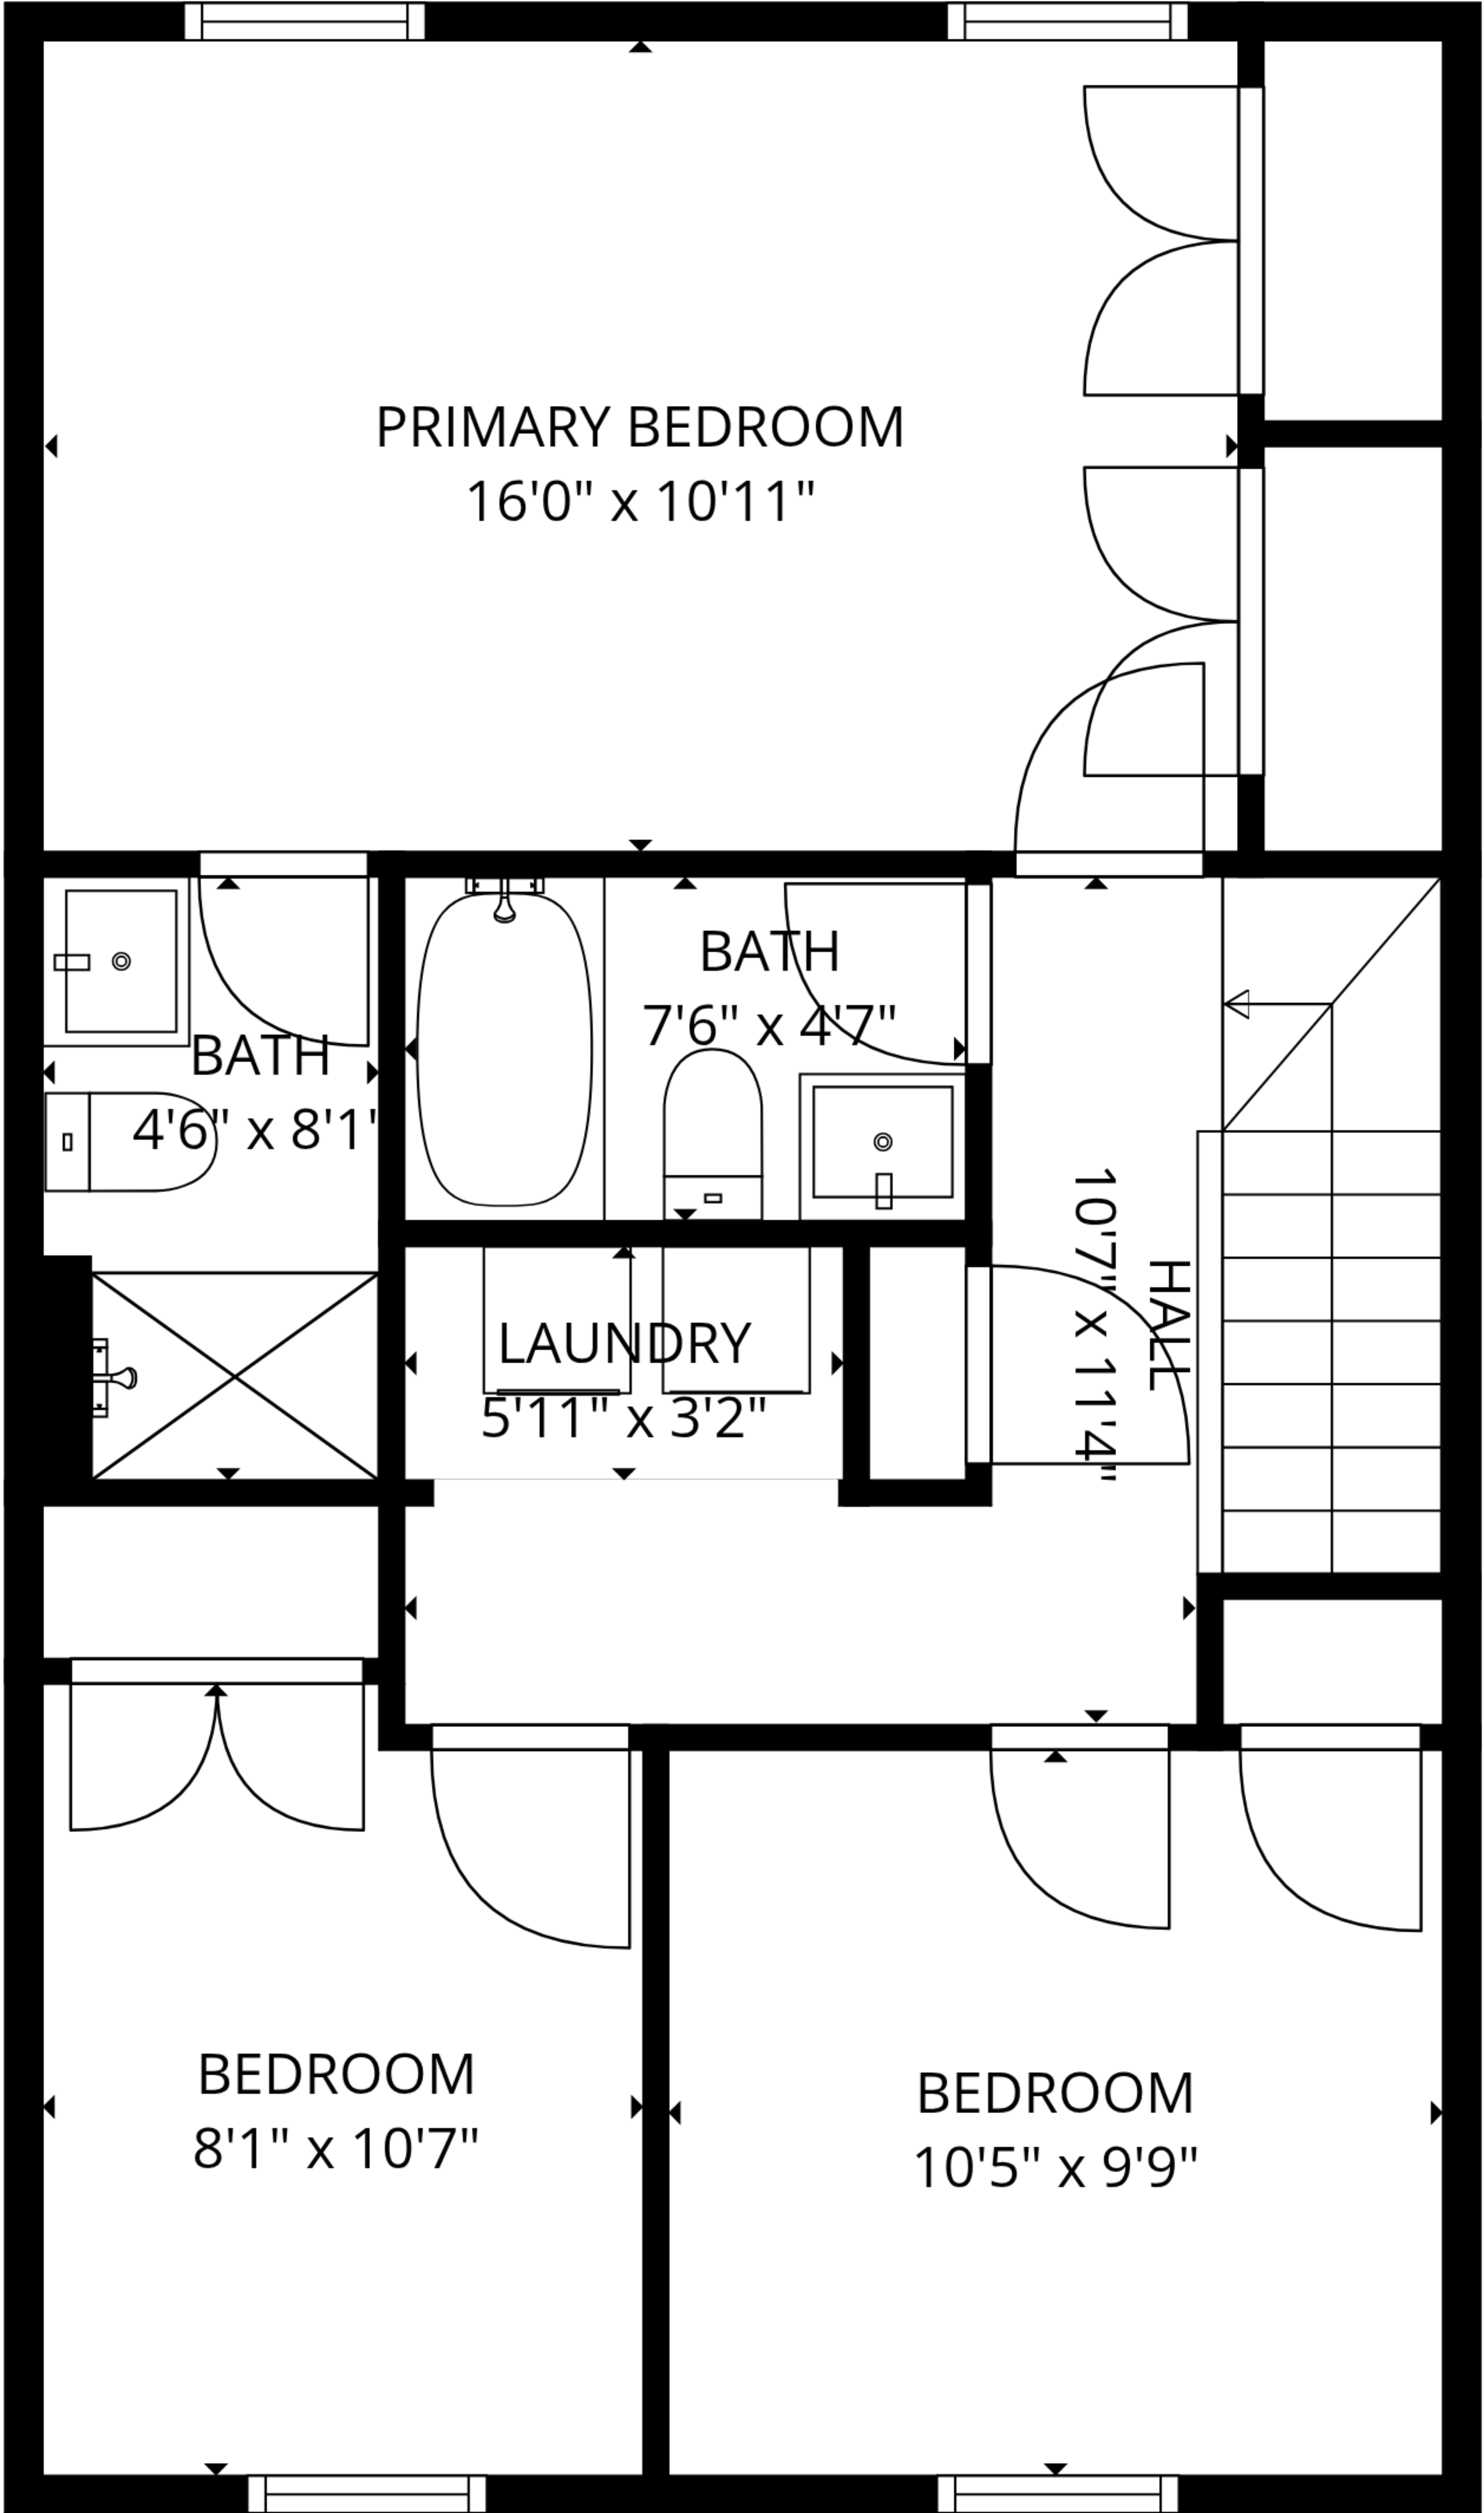 PRIMARY BEDROOM
16'0" x 10'11"
BATH
7'6" x 4'7"
BATH
4'6" x 8'1'
HALL
10'7" x 11'4"
LAUNDRY
5'11" x 3'2"
BEDROOM
8'1" x 10'7"
BEDROOM
10'5" x 9'9"